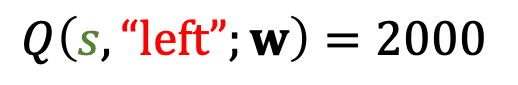 Q(s, “left”; w) = 2000